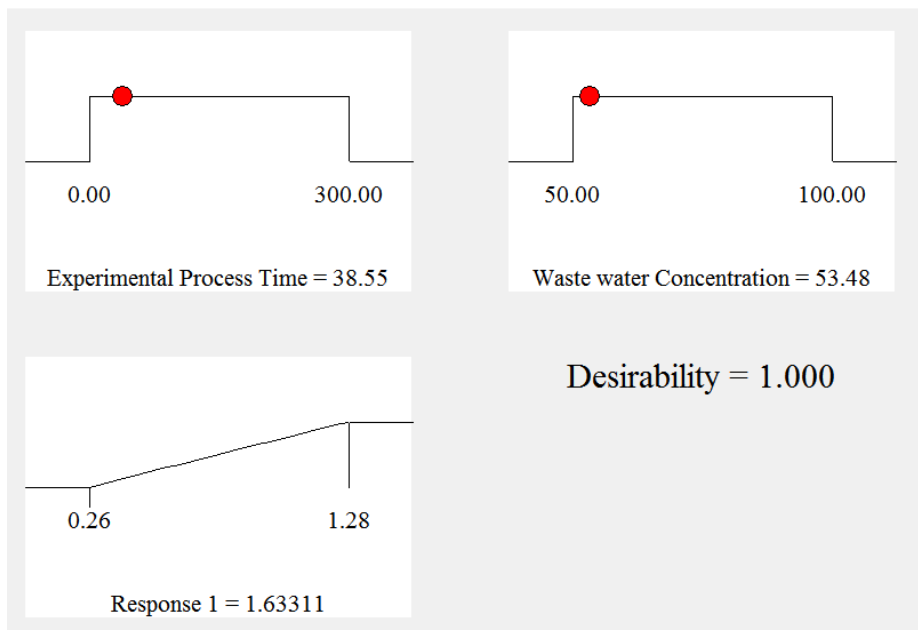 0.00 300.00
Experimental Process Time = 38.55
50.00 100.00
Waste water Concentration = 53.48
0.26 1.28
Response 1 = 1.63311
Desirability = 1.000